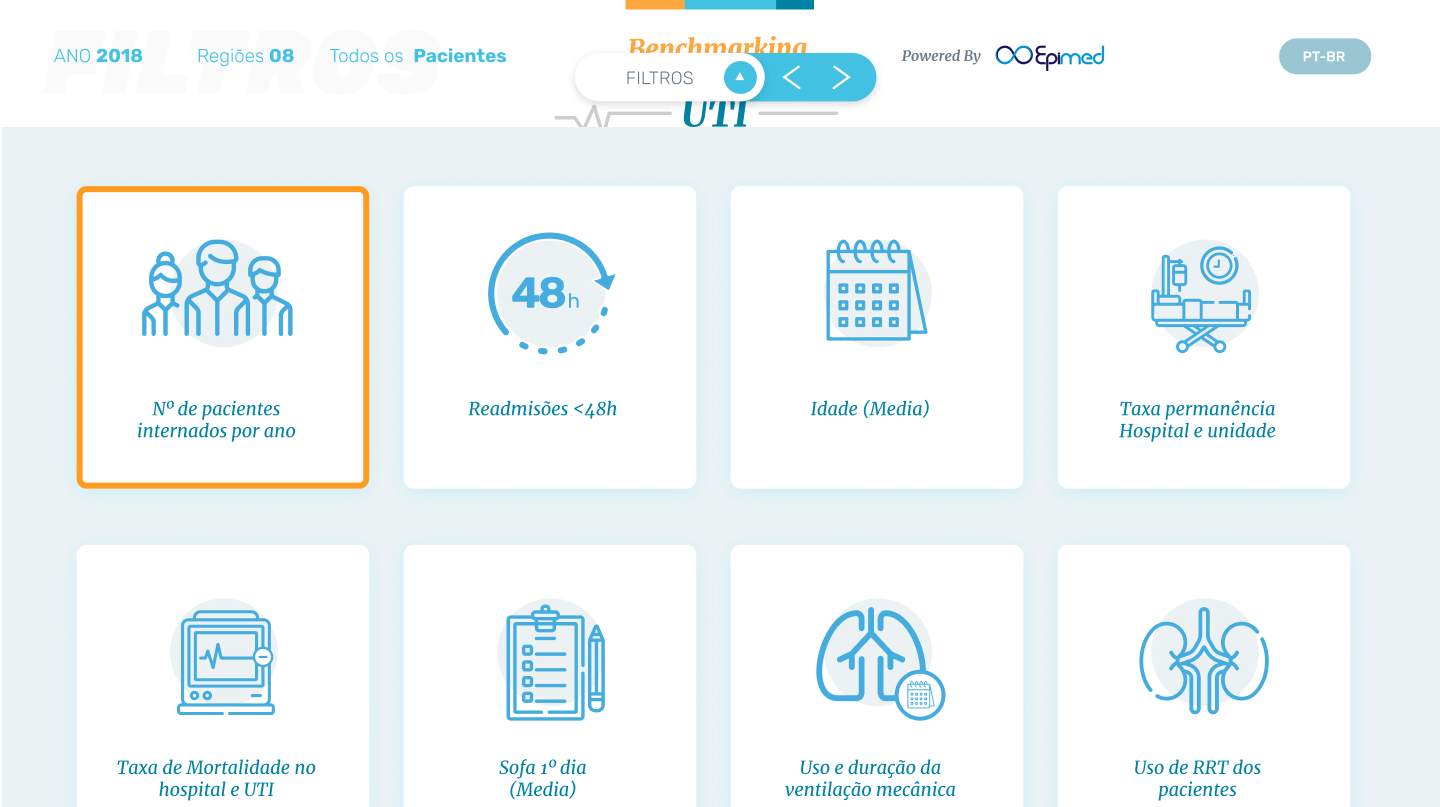 FILTROS
ANO 2018
Regiões 08
Todos os Pacientes
Benchmarking
FILTROS
UTI
Powered By
Epimed
PT-BR
48h
Nº de pacientes
internados por ano
Readmisões <48h
Idade (Media)
Taxa permanência
Hospital e unidade
Taxa de Mortalidade no
hospital e UTI
Sofa 1º dia
(Media)
Uso e duração da
ventilação mecânica
Uso de RRT dos
pacientes